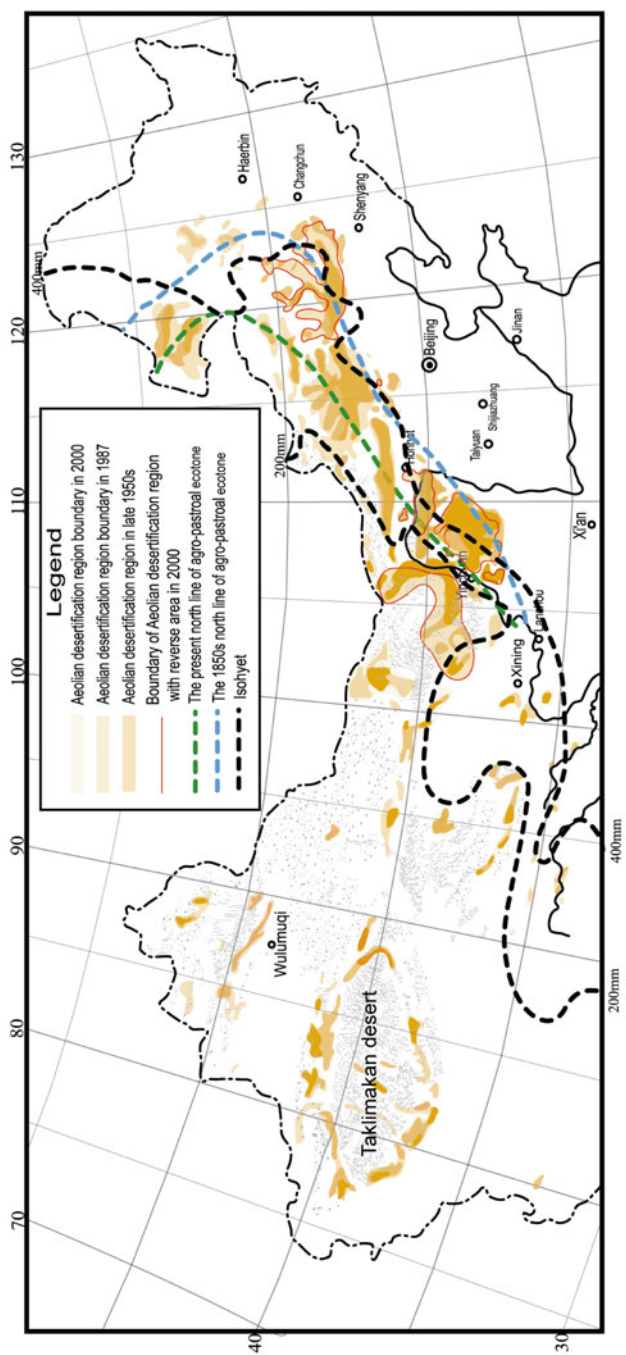 Legend
Aeolian desertification region boundary in 2000
Aeolian desertification region boundary in 1987
Aeolian desertification region in late 1950s
Boundary of Aeolian desertification region
with reverse area in 2000
The present north line of agro-pastroal ecotone
The 1850s north line of agro-pastroal ecotone
Isohyet
70
80
90
100
110
120
130
40
30
40
30
400mm
200mm
200mm
400mm
Wulumuqi
Taklimakan desert
Haerbin
Changchun
Shenyang
Beijing
Jinan
Shijiazhuang
Taiyuan
Xi'an
Lanzhou
Xining